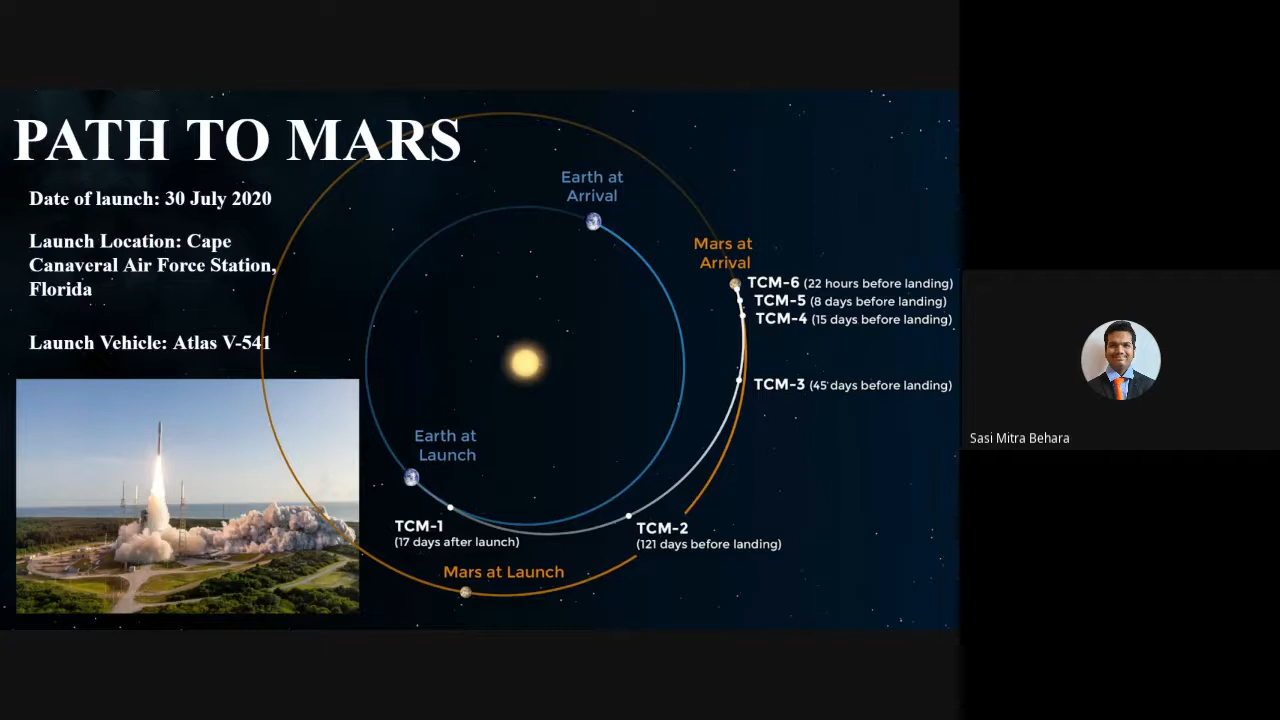 PATH TO MARS
Date of launch: 30 July 2020
Launch Location: Cape
Canaveral Air Force Station,
Florida
Launch Vehicle: Atlas V-541
Earth at
Arrival
Mars at
Arrival
TCM-6 (22 hours before landing)
TCM-5 (8 days before landing)
TCM-4 (15 days before landing)
TCM-3 (45 days before landing)
Earth at
Launch
TCM-1
(17 days after launch)
TCM-2
(121 days before landing)
Mars at Launch
Sasi Mitra Behara